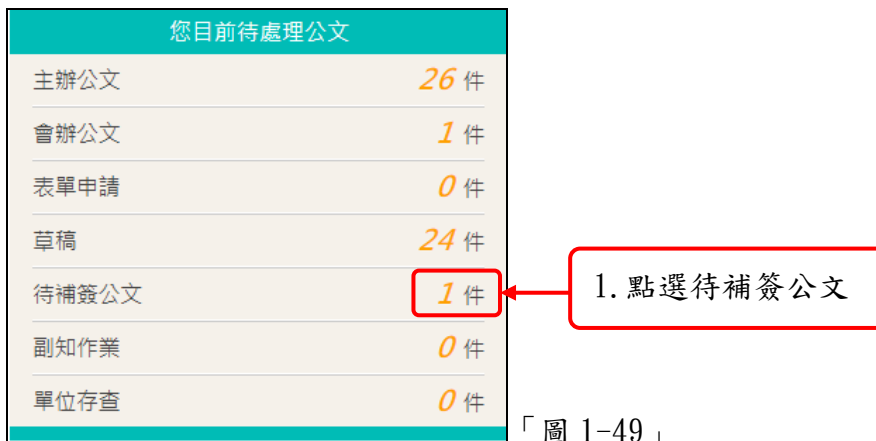 您目前待處理公文
主辦公文 26 件
會辦公文 1 件
表單申請 0 件
草稿 24 件
待補簽公文 1 件
1.點選待補簽公文
副知作業 0 件
單位存查 0 件
「圖 1-49」